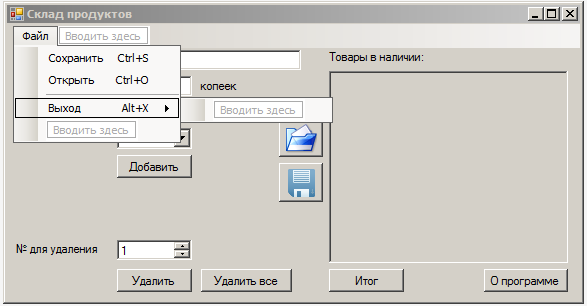 Склад продуктов
Файл Вводить здесь
Сохранить Ctrl+S
Открыть Ctrl+O
Выход Alt+X
Вводить здесь
Вводить здесь
копеек
Товары в наличии:
Добавить
№ для удаления 1
Удалить Удалить все Итог О программе